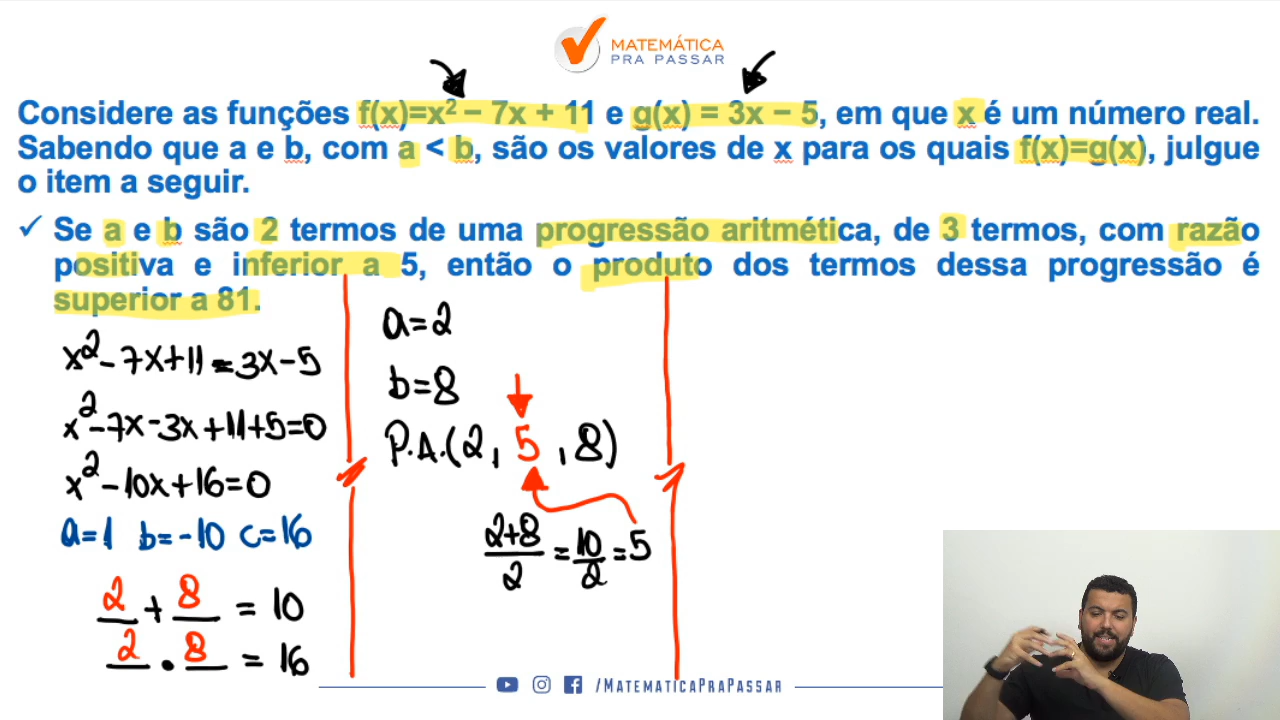 MATEMÁTICA
PRA PASSAR
Considere as funções f(x)=x² − 7x + 11 e g(x) = 3x − 5, em que x é um número real.
Sabendo que a e b, com a < b, são os valores de x para os quais f(x)=g(x), julgue
o item a seguir.
✓ Se a e b são 2 termos de uma progressão aritmética, de 3 termos, com razão
positiva e inferior a 5, então o produto dos termos dessa progressão é
superior a 81.
x²-7x+11=3x-5
x²-7x-3x+11+5=0
x²-10x+16=0
a=1 b=-10 c=16
2 + 8 = 10
2 . 8 = 16
a=2
b=8
P.A.(2, 5, 8)
2+8/2 = 10/2 = 5
/MatematicaPraPassar